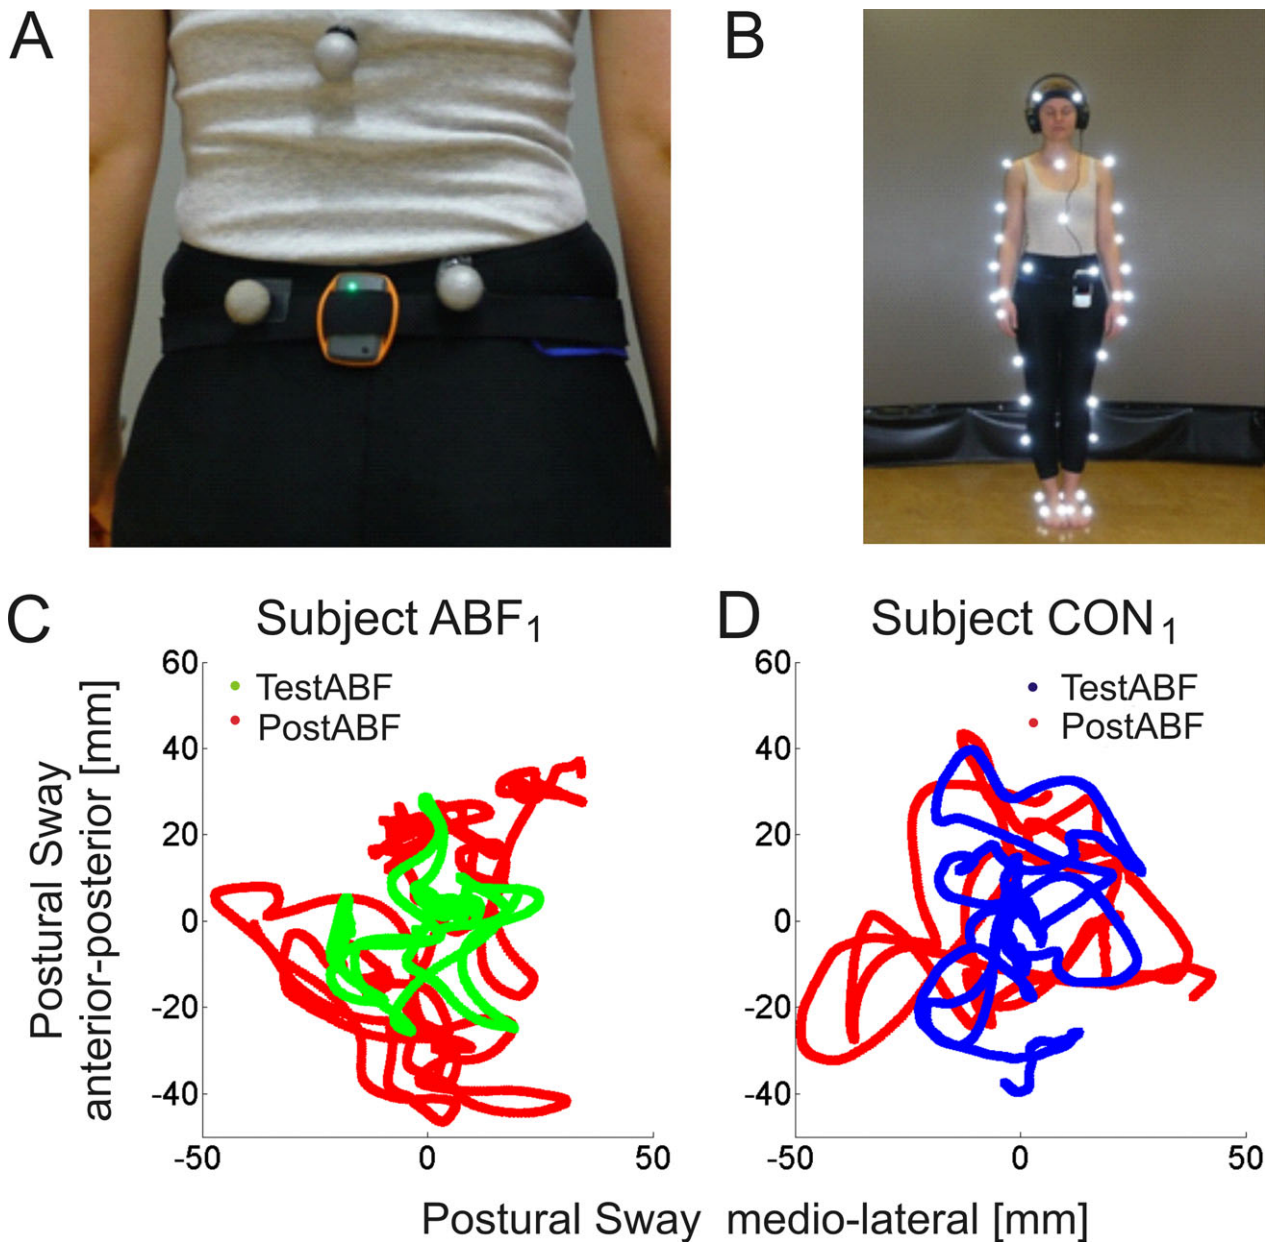 A
B
C
Subject ABF1
D
Subject CON1
TestABF
PostABF
TestABF
PostABF
Postural Sway
anterior-posterior [mm]
60
40
20
0
-20
-40
-50
0
50
60
40
20
0
-20
-40
-50
0
50
Postural Sway medio-lateral [mm]